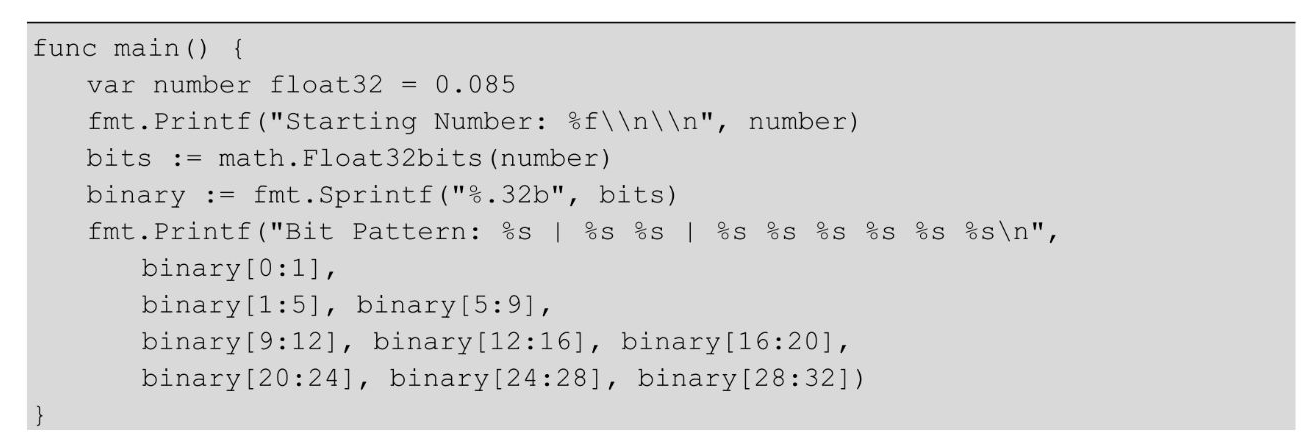 func main() {
    var number float32 = 0.085
    fmt.Printf("Starting Number: %f\\n\\n", number)
    bits := math.Float32bits(number)
    binary := fmt.Sprintf("%.32b", bits)
    fmt.Printf("Bit Pattern: %s | %s %s | %s %s %s %s %s %s\n",
        binary[0:1],
        binary[1:5], binary[5:9],
        binary[9:12], binary[12:16], binary[16:20],
        binary[20:24], binary[24:28], binary[28:32])
}